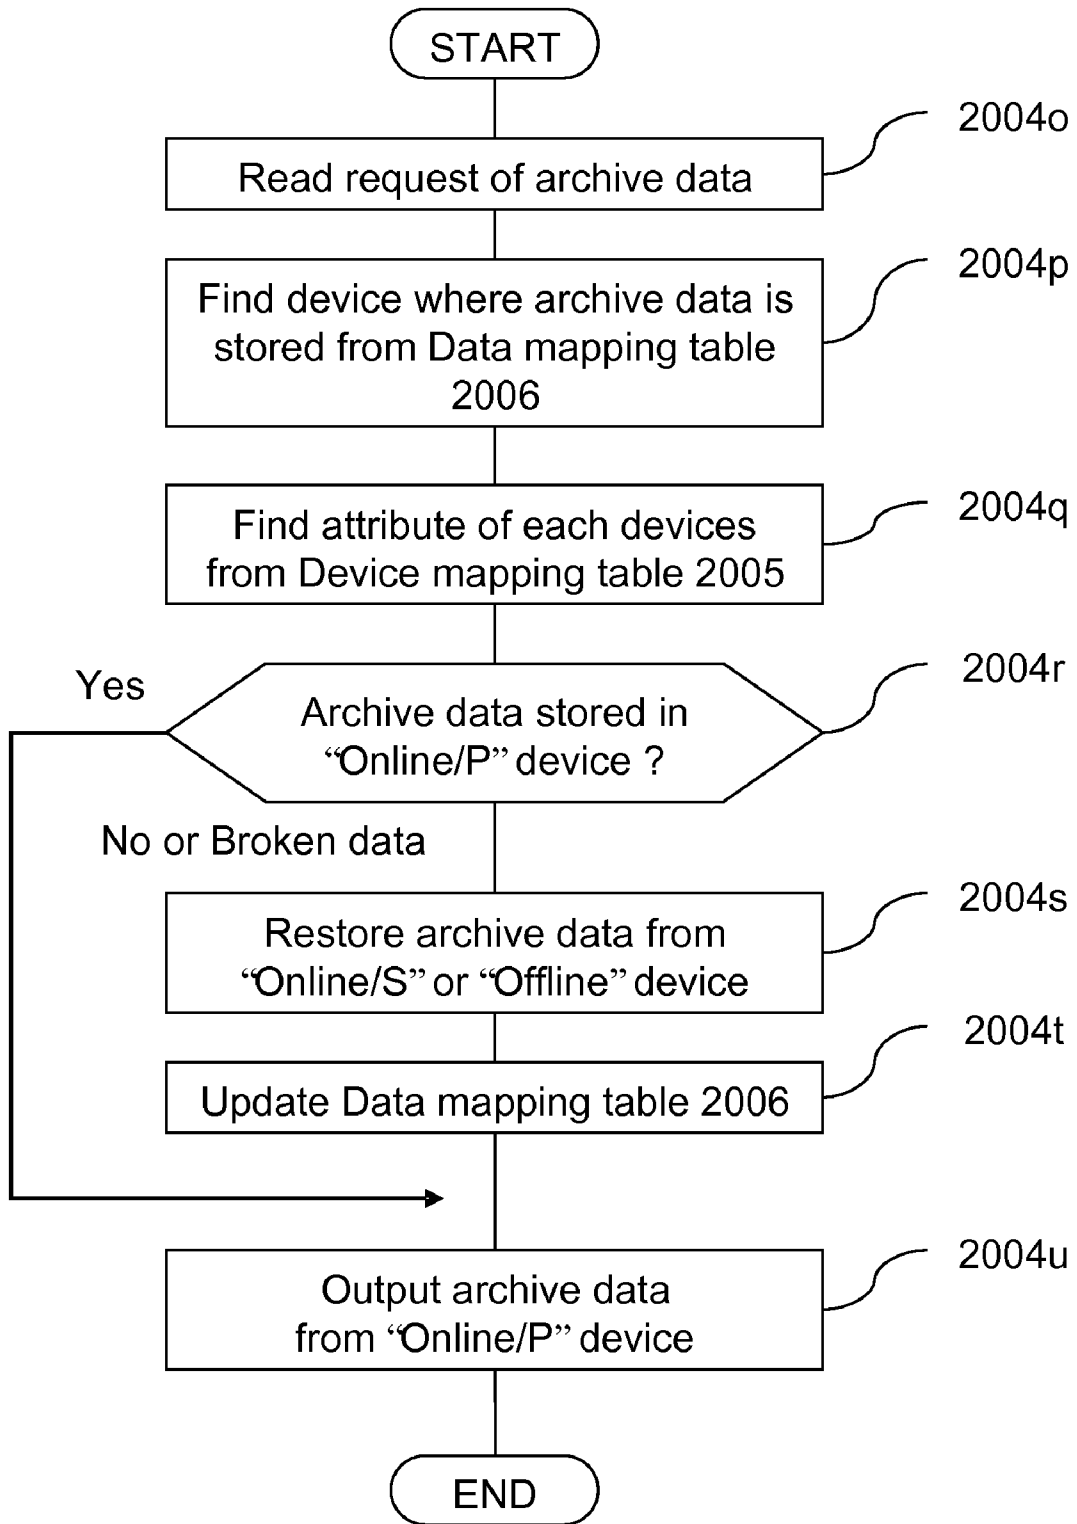 START
2004o
Read request of archive data
2004p
Find device where archive data is
stored from Data mapping table
2006
2004q
Find attribute of each devices
from Device mapping table 2005
2004r
Yes
Archive data stored in
“Online/P” device ?
No or Broken data
2004s
Restore archive data from
“Online/S” or “Offline” device
2004t
Update Data mapping table 2006
2004u
Output archive data
from “Online/P” device
END